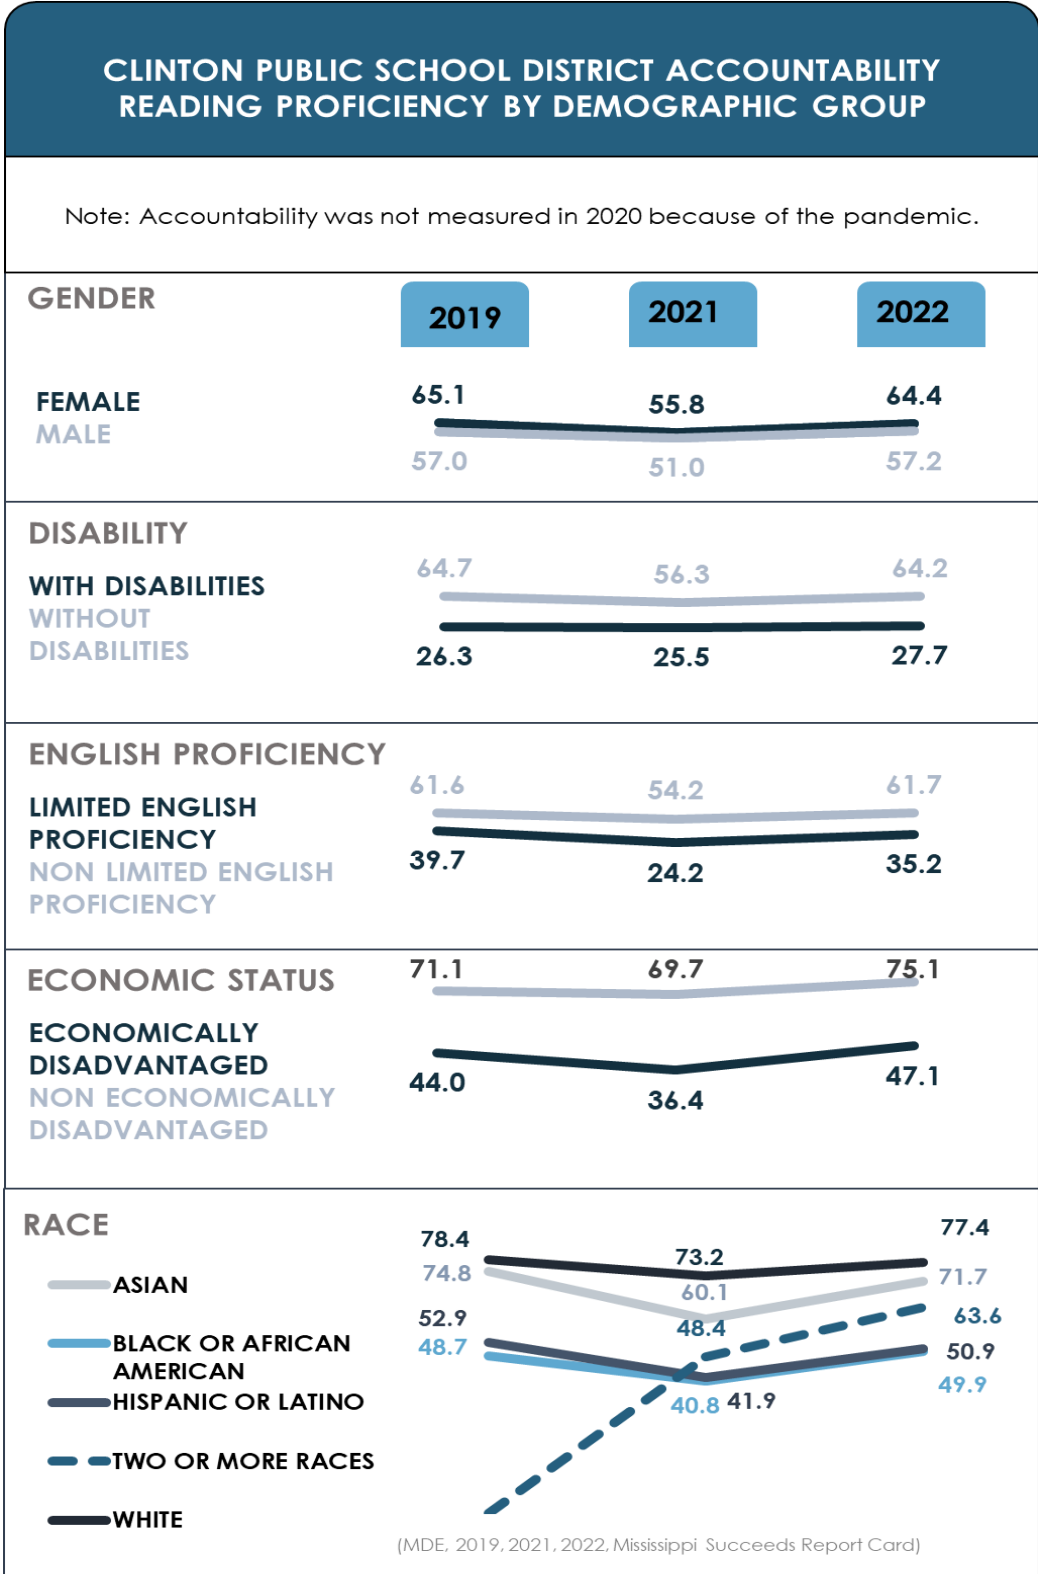 CLINTON PUBLIC SCHOOL DISTRICT ACCOUNTABILITY
READING PROFICIENCY BY DEMOGRAPHIC GROUP
Note: Accountability was not measured in 2020 because of the pandemic.
GENDER
2019 2021 2022
FEMALE
MALE
65.1 55.8 64.4
57.0 51.0 57.2
DISABILITY
WITH DISABILITIES
WITHOUT
DISABILITIES
64.7 56.3 64.2
26.3 25.5 27.7
ENGLISH PROFICIENCY
LIMITED ENGLISH
PROFICIENCY
NON LIMITED ENGLISH
PROFICIENCY
61.6 54.2 61.7
39.7 24.2 35.2
ECONOMIC STATUS
ECONOMICALLY
DISADVANTAGED
NON ECONOMICALLY
DISADVANTAGED
71.1 69.7 75.1
44.0 36.4 47.1
RACE
ASIAN
BLACK OR AFRICAN
AMERICAN
HISPANIC OR LATINO
TWO OR MORE RACES
WHITE
78.4 73.2 77.4
74.8 60.1 71.7
48.4 63.6
52.9 41.9 50.9
48.7 40.8 49.9
(MDE, 2019, 2021, 2022, Mississippi Succeeds Report Card)